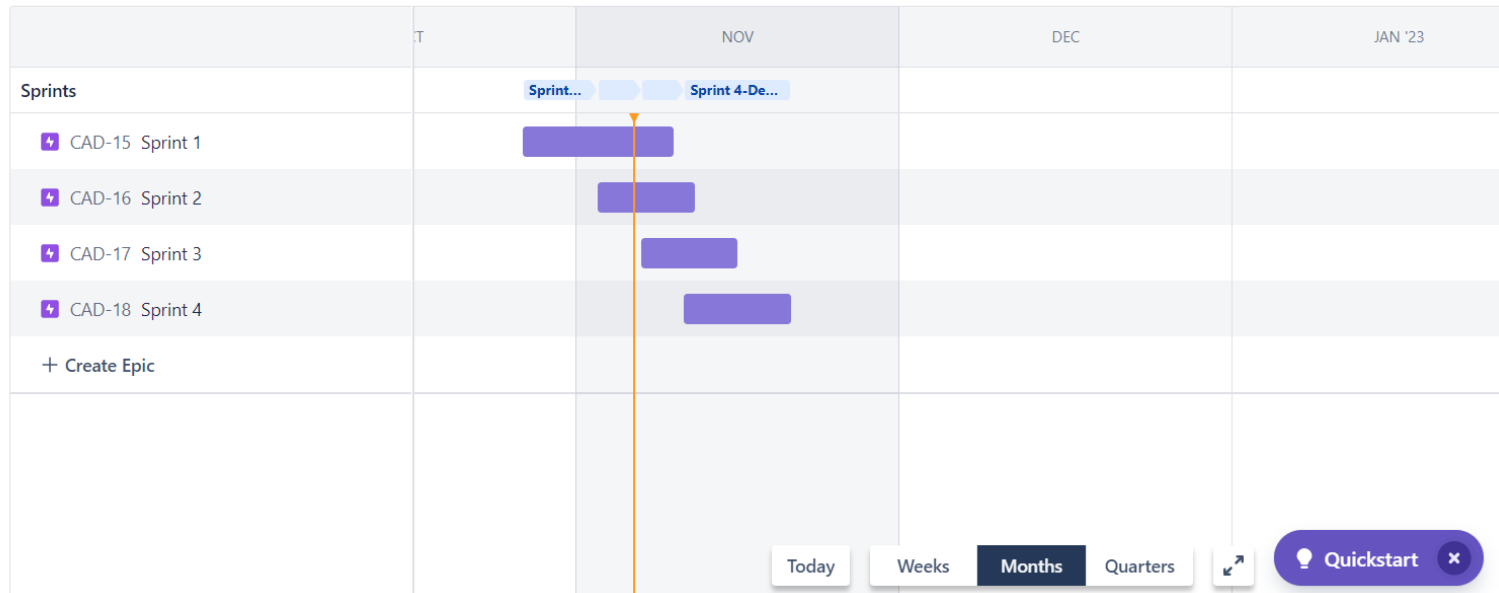 CT NOV DEC JAN '23
Sprints Sprint... Sprint 4-De...
CAD-15 Sprint 1
CAD-16 Sprint 2
CAD-17 Sprint 3
CAD-18 Sprint 4
+ Create Epic
Today Weeks Months Quarters Quickstart